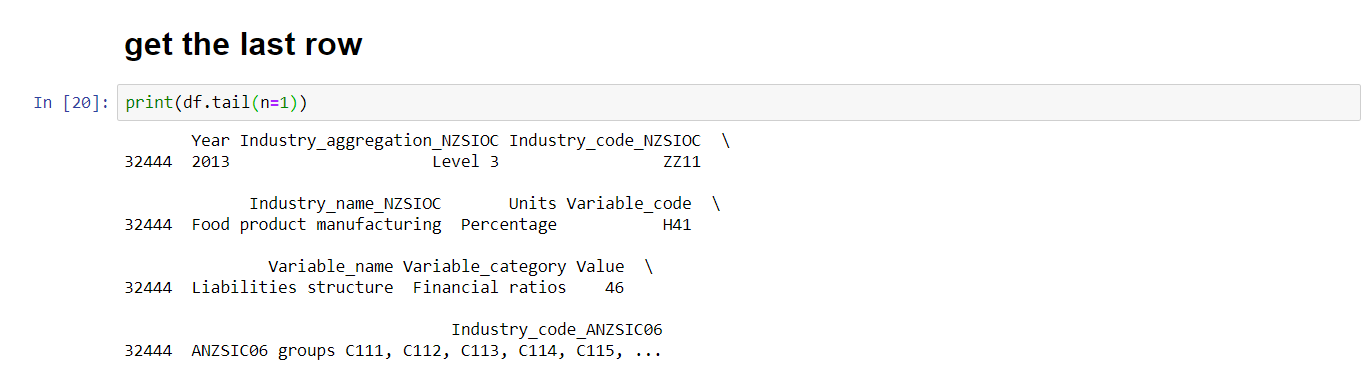 get the last row
In [20]: print(df.tail(n=1))
Year Industry_aggregation_NZSIOC Industry_code_NZSIOC \
32444 2013 Level 3 ZZ11
Industry_name_NZSIOC Units Variable_code \
32444 Food product manufacturing Percentage H41
Variable_name Variable_category Value \
32444 Liabilities structure Financial ratios 46
Industry_code_ANZSIC06
32444 ANZSIC06 groups C111, C112, C113, C114, C115, ...